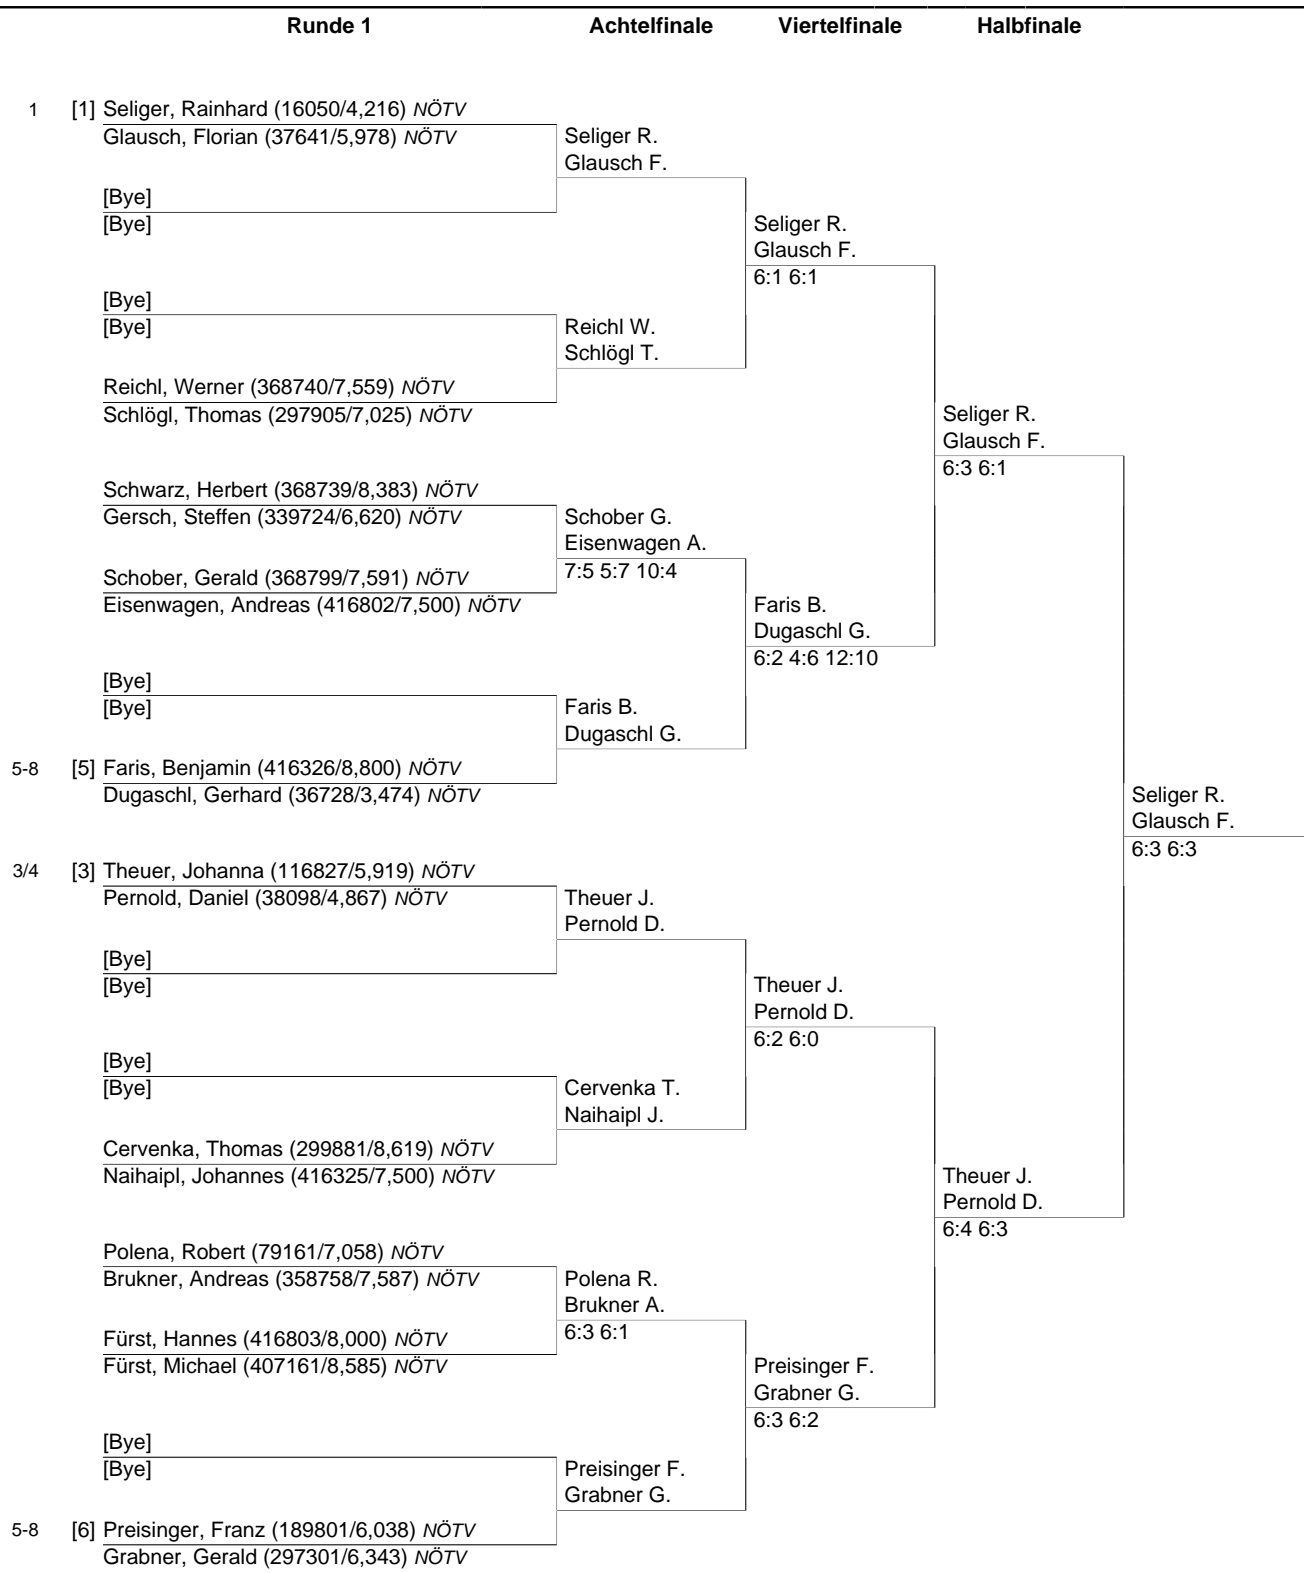 Runde 1 Achtelfinale Viertelfinale Halbfinale
1 [1] Seliger, Rainhard (16050/4,216) NÖTV
Glausch, Florian (37641/5,978) NÖTV Seliger R.
Glausch F.
[Bye]
[Bye] Seliger R.
Glausch F.
6:1 6:1
[Bye]
[Bye] Reichl W.
Schlögl T.
Reichl, Werner (368740/7,559) NÖTV
Schlögl, Thomas (297905/7,025) NÖTV Seliger R.
Glausch F.
6:3 6:1
Schwarz, Herbert (368739/8,383) NÖTV
Gersch, Steffen (339724/6,620) NÖTV Schober G.
Eisenwagen A.
Schober, Gerald (368799/7,591) NÖTV 7:5 5:7 10:4
Eisenwagen, Andreas (416802/7,500) NÖTV Faris B.
Dugaschl G.
6:2 4:6 12:10
[Bye]
[Bye] Faris B.
Dugaschl G.
5-8 [5] Faris, Benjamin (416326/8,800) NÖTV
Dugaschl, Gerhard (36728/3,474) NÖTV Seliger R.
Glausch F.
6:3 6:3
3/4 [3] Theuer, Johanna (116827/5,919) NÖTV
Pernold, Daniel (38098/4,867) NÖTV Theuer J.
Pernold D.
[Bye]
[Bye] Theuer J.
Pernold D.
6:2 6:0
[Bye]
[Bye] Cervenka T.
Naihaipl J.
Cervenka, Thomas (299881/8,619) NÖTV
Naihaipl, Johannes (416325/7,500) NÖTV Theuer J.
Pernold D.
6:4 6:3
Polena, Robert (79161/7,058) NÖTV
Brukner, Andreas (358758/7,587) NÖTV Polena R.
Brukner A.
Fürst, Hannes (416803/8,000) NÖTV 6:3 6:1
Fürst, Michael (407161/8,585) NÖTV Preisinger F.
Grabner G.
6:3 6:2
[Bye]
[Bye] Preisinger F.
Grabner G.
5-8 [6] Preisinger, Franz (189801/6,038) NÖTV
Grabner, Gerald (297301/6,343) NÖTV